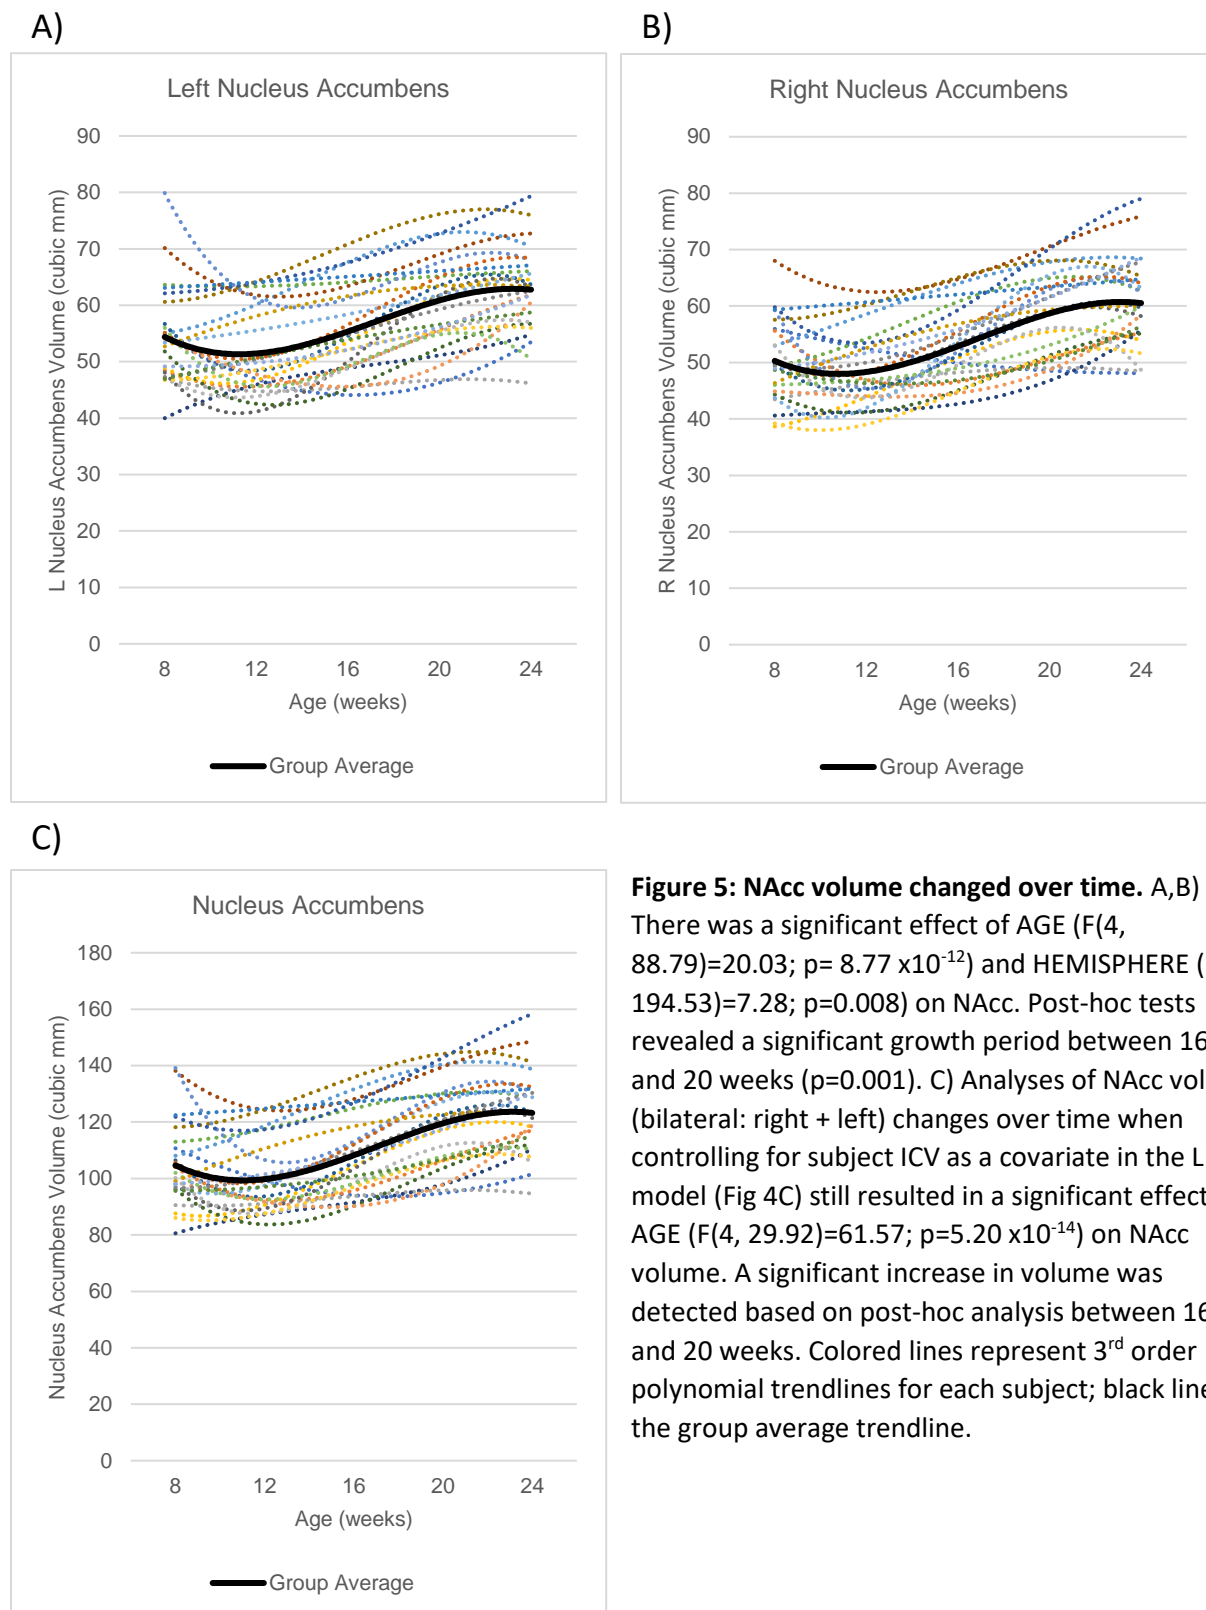 A)
Left Nucleus Accumbens
L Nucleus Accumbens Volume (cubic mm)
90
80
70
60
50
40
30
20
10
0
8 12 16 20 24
Age (weeks)
Group Average
B)
Right Nucleus Accumbens
R Nucleus Accumbens Volume (cubic mm)
90
80
70
60
50
40
30
20
10
0
8 12 16 20 24
Age (weeks)
Group Average
C)
Nucleus Accumbens
Nucleus Accumbens Volume (cubic mm)
180
160
140
120
100
80
60
40
20
0
8 12 16 20 24
Age (weeks)
Group Average
Figure 5: NAcc volume changed over time. A,B)
There was a significant effect of AGE (F(4,
88.79)=20.03; p= 8.77 x10⁻¹²) and HEMISPHERE (
194.53)=7.28; p=0.008) on NAcc. Post-hoc tests
revealed a significant growth period between 16
and 20 weeks (p=0.001). C) Analyses of NAcc vol
(bilateral: right + left) changes over time when
controlling for subject ICV as a covariate in the L
model (Fig 4C) still resulted in a significant effect
AGE (F(4, 29.92)=61.57; p=5.20 x10⁻¹⁴) on NAcc
volume. A significant increase in volume was
detected based on post-hoc analysis between 16
and 20 weeks. Colored lines represent 3ʳᵈ order
polynomial trendlines for each subject; black line
the group average trendline.